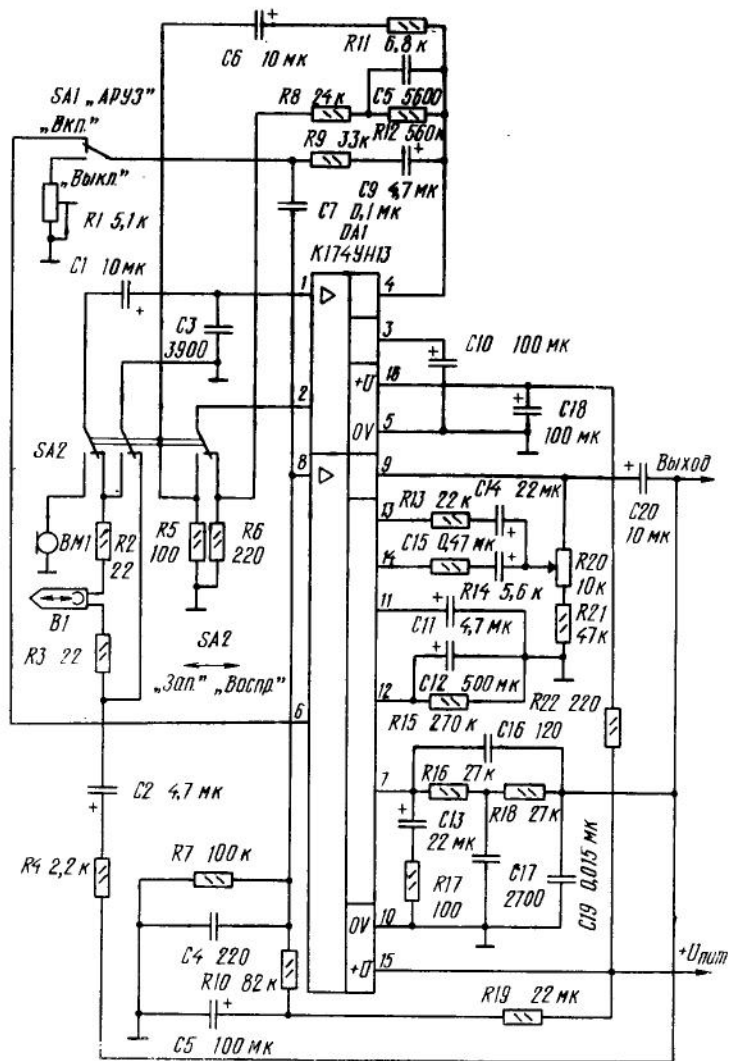 C6 10 мк
R11
6,8 к
SA1 „АРУЗ"
„Вкл."
R8 24 к
C5 5600
R12 560к
R9 33к
C9 4,7 мк
„Выкл."
R1 5,1 к
C7 0,1 мк
DA1
К174УН13
C1 10 мк
1
4
C3
3900
3
C10 100 мк
+U
16
2
C18
100 мк
0V
5
SA2
8
9
Выход
C14 22 мк
R13
22 к
13
C20
10 мк
BM1
R2
22
R5
100
R6
220
C15 0,47 мк
14
R20
10к
R14 5,6 к
B1
11
C11
4,7 мк
R21
47к
R3 22
SA2
„Зап." „Воспр."
12
C12 500 мк
R22 220
6
R15 270 к
C16 120
7
R16
27 к
C2 4,7 мк
C13
22 мк
R18 27к
R4 2,2 к
R7 100 к
C17
2700
C19 0,015 мк
R17
100
0V
10
C4 220
+Uпит
+U
15
R10 82 к
R19 22 мк
C5 100 мк